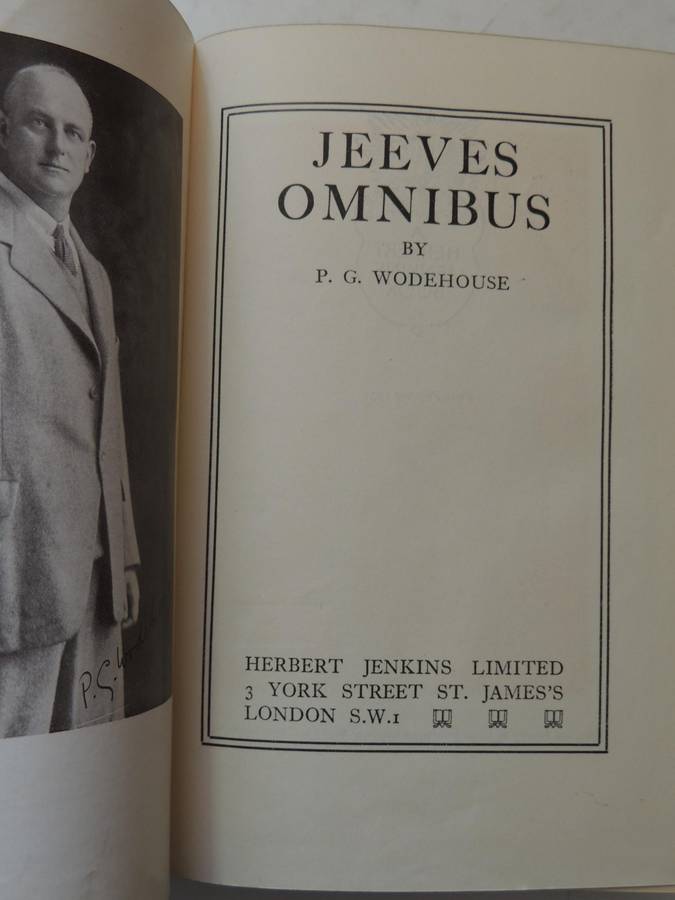 JEEVES
OMNIBUS
BY
P. G. WODEHOUSE
HERBERT JENKINS LIMITED
3 YORK STREET ST. JAMES'S
LONDON S.W.1
P. G.